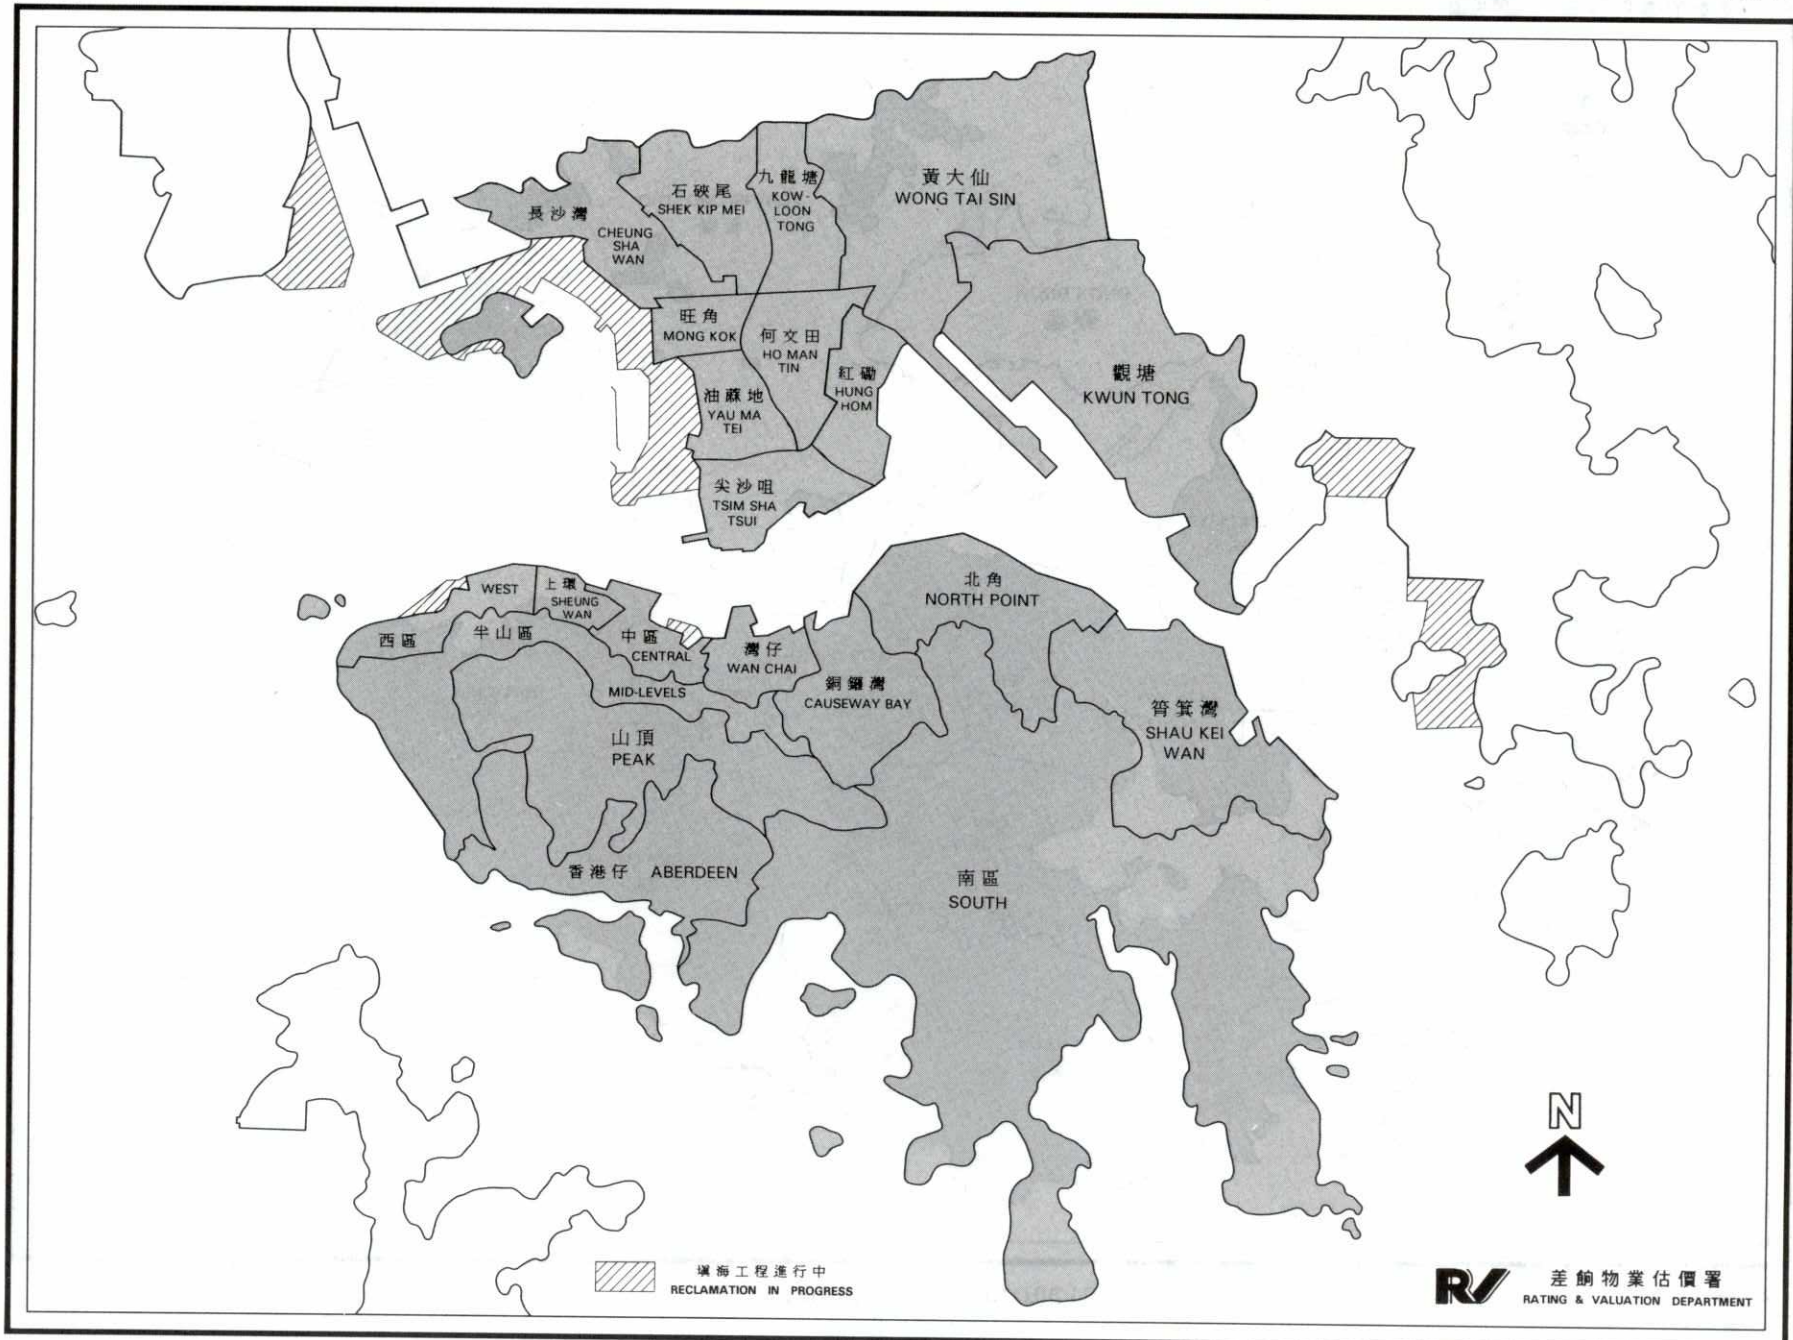 黃大仙
WONG TAI SIN
九龍塘
KOW-
LOON
TONG
石硤尾
SHEK KIP MEI
長沙灣
CHEUNG
SHA
WAN
旺角
MONG KOK
何文田
HO MAN
TIN
紅磡
HUNG
HOM
觀塘
KWUN TONG
油蔴地
YAU MA
TEI
尖沙咀
TSIM SHA
TSUI
WEST
西區
上環
SHEUNG
WAN
半山區
MID-LEVELS
中區
CENTRAL
灣仔
WAN CHAI
銅鑼灣
CAUSEWAY BAY
北角
NORTH POINT
筲箕灣
SHAU KEI
WAN
山頂
PEAK
香港仔 ABERDEEN
南區
SOUTH
N
填海工程進行中
RECLAMATION IN PROGRESS
RV
差餉物業估價署
RATING & VALUATION DEPARTMENT